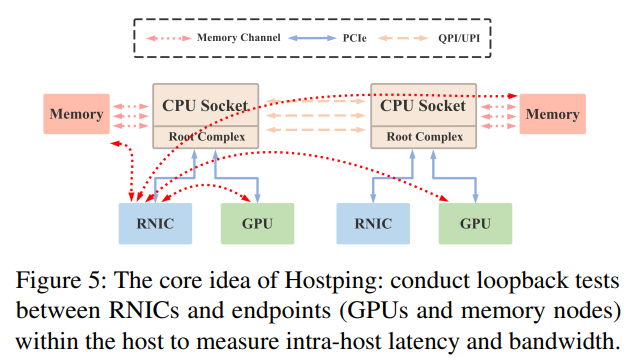 Memory Channel PCIe QPI/UPI
Memory CPU Socket CPU Socket Memory
Root Complex Root Complex
RNIC GPU RNIC GPU
Figure 5: The core idea of Hostping: conduct loopback tests
between RNICs and endpoints (GPUs and memory nodes)
within the host to measure intra-host latency and bandwidth.